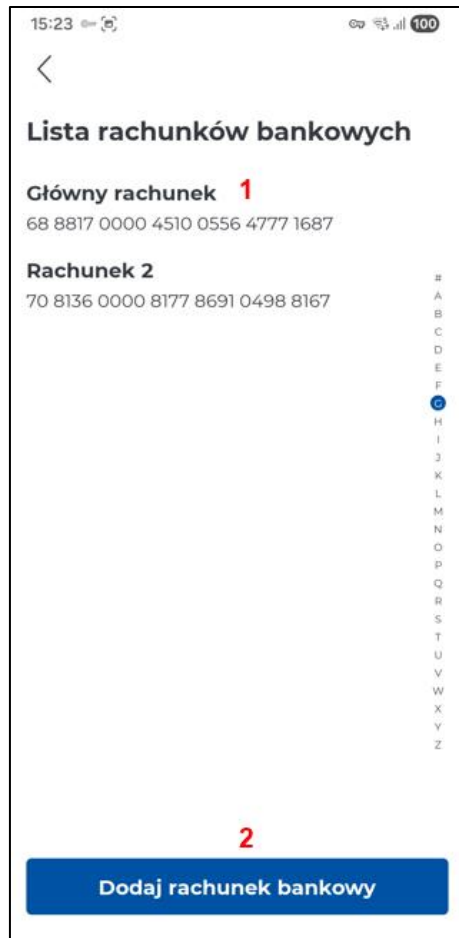 15:23 100
Lista rachunków bankowych
Główny rachunek 1
68 8817 0000 4510 0556 4777 1687
Rachunek 2
70 8136 0000 8177 8691 0498 8167
#
A
B
C
D
E
F
G
H
I
J
K
L
M
N
O
P
Q
R
S
T
U
V
W
X
Y
Z
2
Dodaj rachunek bankowy